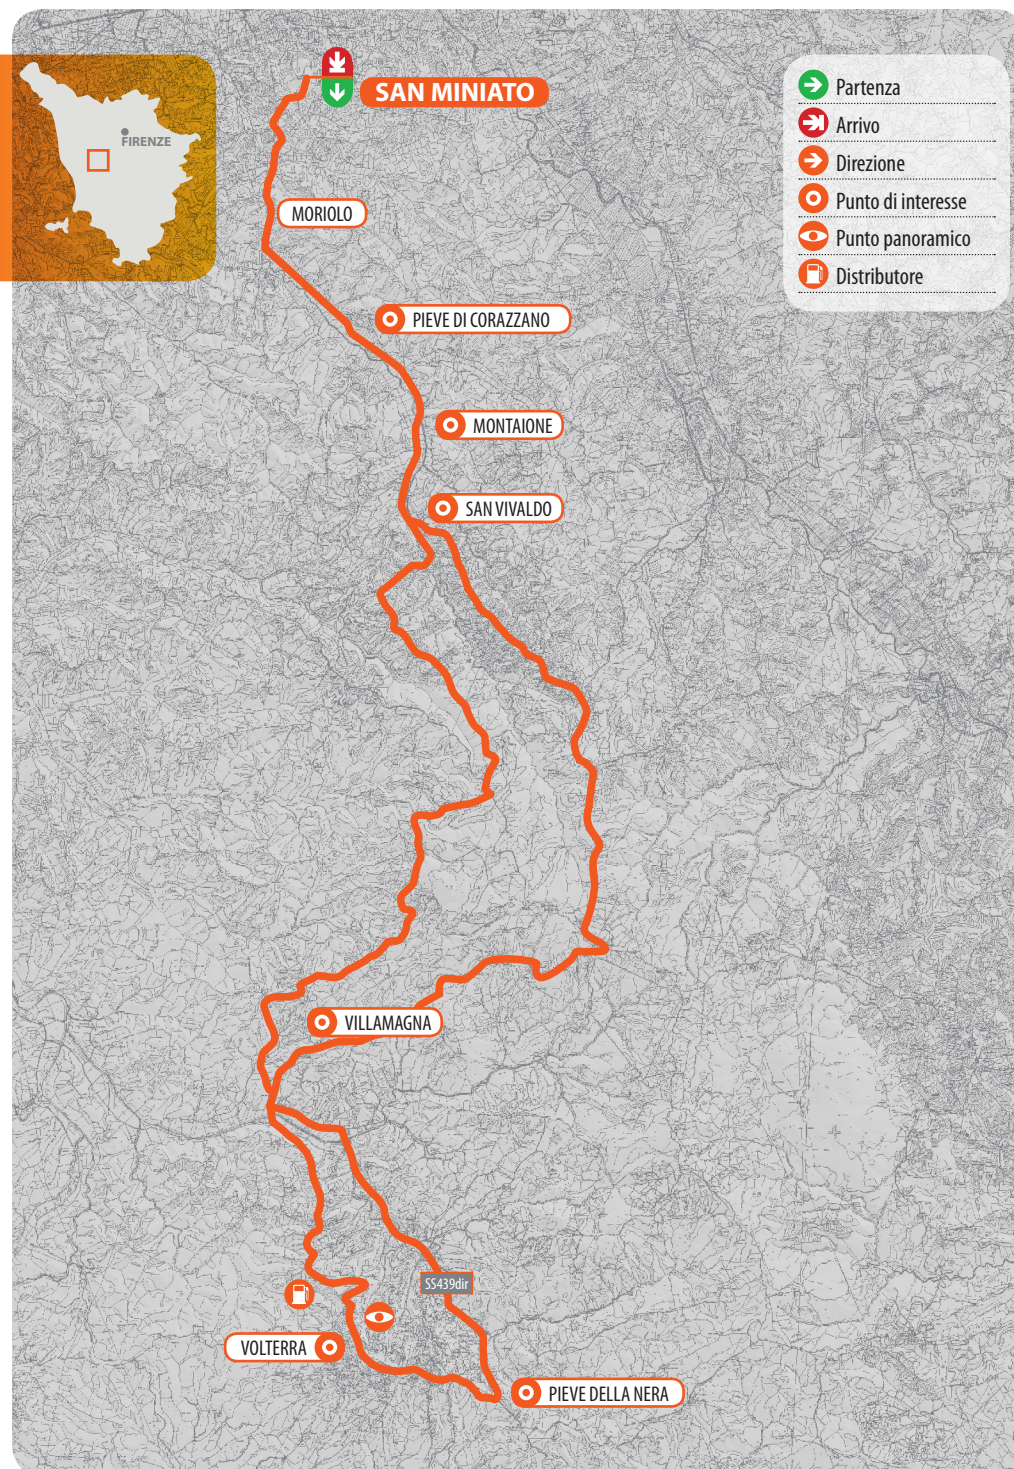 SAN MINIATO
FIRENZE
Partenza
Arrivo
Direzione
Punto di interesse
Punto panoramico
Distributore
MORIOLO
PIEVE DI CORAZZANO
MONTAIONE
SAN VIVALDO
VILLAMAGNA
SS439dir
VOLTERRA
PIEVE DELLA NERA